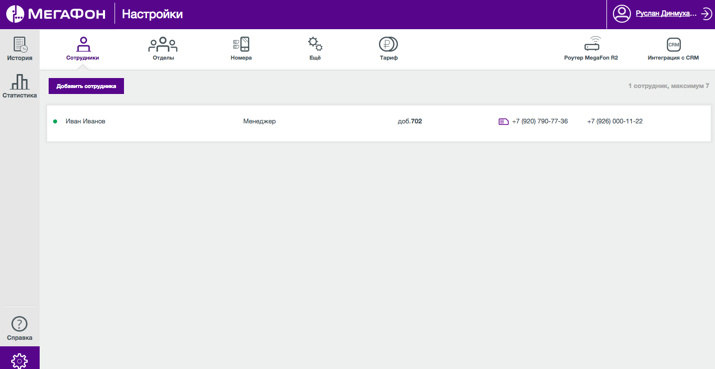 МЕГАФОН
Настройки
Руслан Динмуха...
История
Статистика
Справка
Сотрудники
Отделы
Номера
Ещё
Тариф
Роутер MegaFon R2
CRM
Интеграция с CRM
Добавить сотрудника
1 сотрудник, максимум 7
Иван Иванов Менеджер доб.702 +7 (920) 790-77-36 +7 (926) 000-11-22